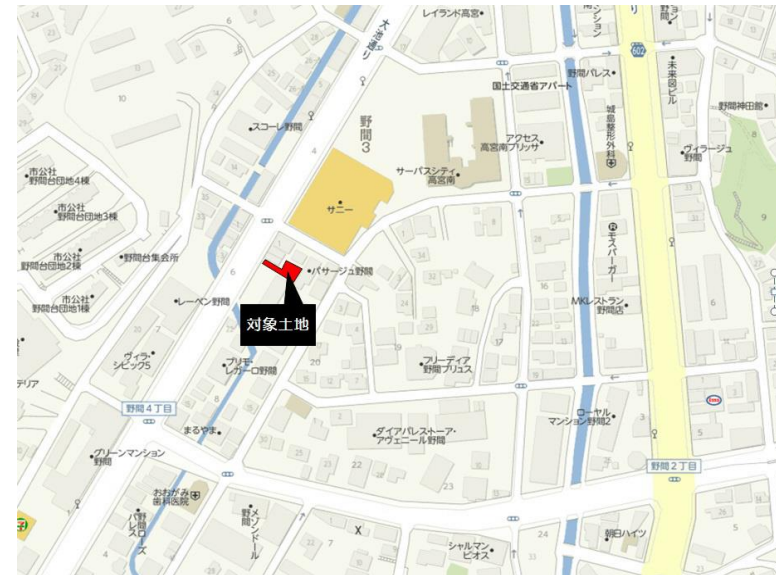 レイランド高宮
大池通り
マンション
野間
602
野間パレス
未来図ビル
国土交通省アパート
野間神田館
スコーレ野間
野間3
アクセス
高宮南ブリッサ
城島整形外科
ヴィラージュ
野間
市公社
野間台団地4棟
サーパスシティ
高宮南
サニー
市公社
野間台団地3棟
モスバーガー
市公社
野間台団地2棟
野間台集会所
パサージュ野間
市公社
野間台団地1棟
レーベン野間
MKレストラン
野間店
対象土地
ヴィラ・
シビック5
プリモ・
レガーロ野間
フリーディア
野間プリュス
テリア
Esso
野間4丁目
まるやま
ダイアパレストーア・
アヴェニール野間
ローヤル
マンション野間2
グリーンマンション
野間
野間2丁目
おおがみ
歯科医院
野間ローズ
パレス
メゾンドール
野間
シャルマン
ピオス
朝日ハイツ